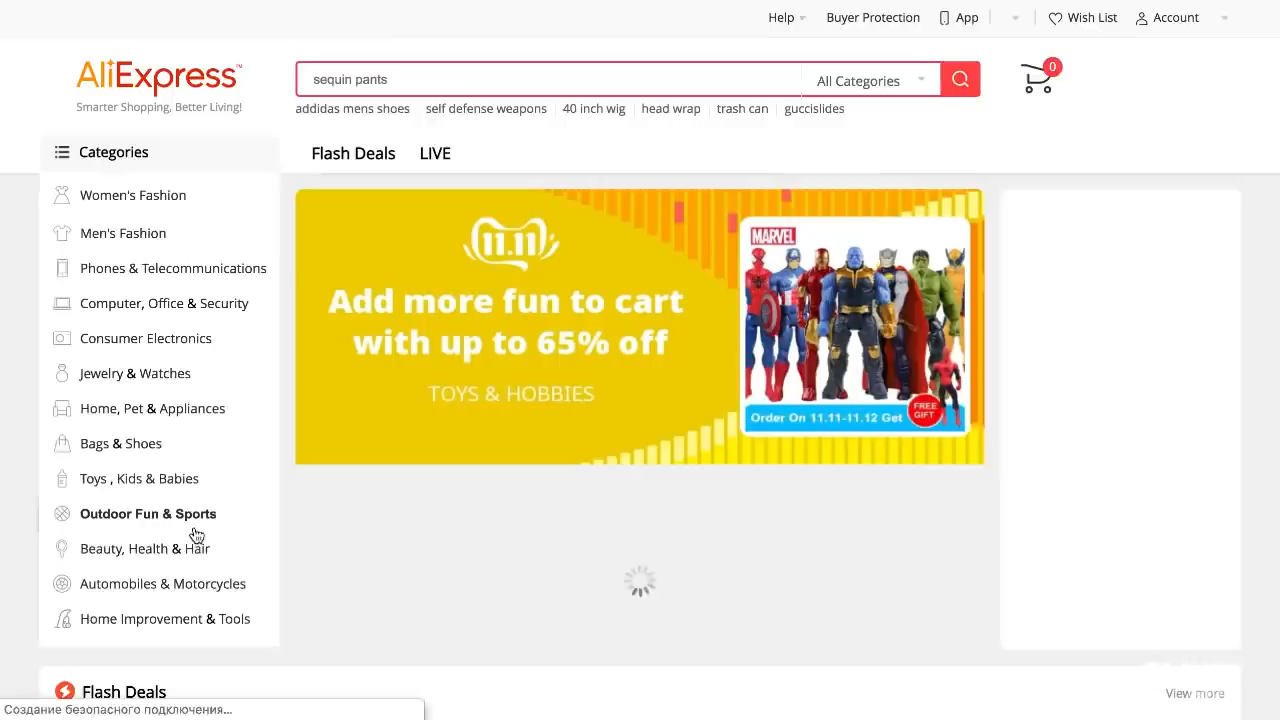 Help
Buyer Protection
App
Wish List
Account
AliExpress™
Smarter Shopping, Better Living!
sequin pants
All Categories
0
addidas mens shoes
self defense weapons
40 inch wig
head wrap
trash can
guccislides
Categories
Flash Deals
LIVE
Women's Fashion
Men's Fashion
Phones & Telecommunications
Computer, Office & Security
Consumer Electronics
Jewelry & Watches
Home, Pet & Appliances
Bags & Shoes
Toys , Kids & Babies
Outdoor Fun & Sports
Beauty, Health & Hair
Automobiles & Motorcycles
Home Improvement & Tools
11.11
Add more fun to cart
with up to 65% off
TOYS & HOBBIES
MARVEL
Order On 11.11-11.12 Get
FREE
GIFT
Flash Deals
View more
Создание безопасного подключения...